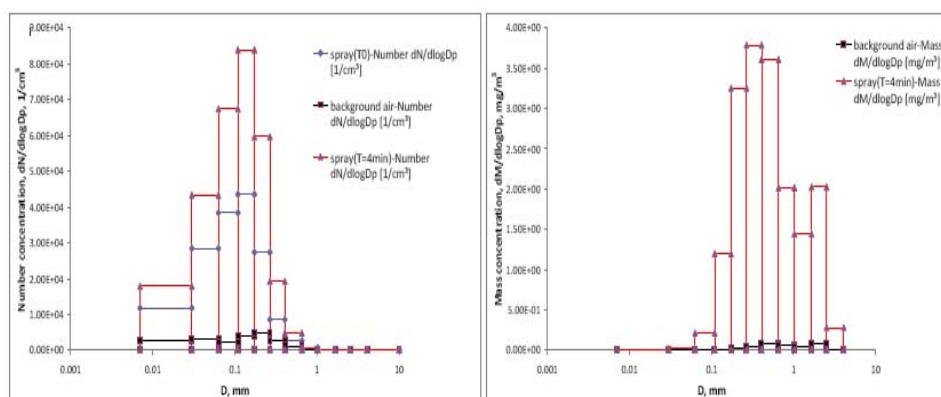 9.00E+04
8.00E+04
7.00E+04
6.00E+04
5.00E+04
4.00E+04
3.00E+04
2.00E+04
1.00E+04
0.00E+00
Number concentration, dN/dlogDp, 1/cm³
0.001
0.01
0.1
1
10
D, mm
spray(T0)-Number dN/dlogDp
[1/cm³]
background air-Number
dN/dlogDp [1/cm³]
spray(T=4min)-Number
dN/dlogDp [1/cm³]
4.00E+00
3.50E+00
3.00E+00
2.50E+00
2.00E+00
1.50E+00
1.00E+00
5.00E-01
0.00E+00
Mass concentration, dM/dlogDp, mg/m³
0.001
0.01
0.1
1
10
D, mm
background air-Mass
dM/dlogDp [mg/m³]
spray(T=4min)-Mass
dM/dlogDp [mg/m³]